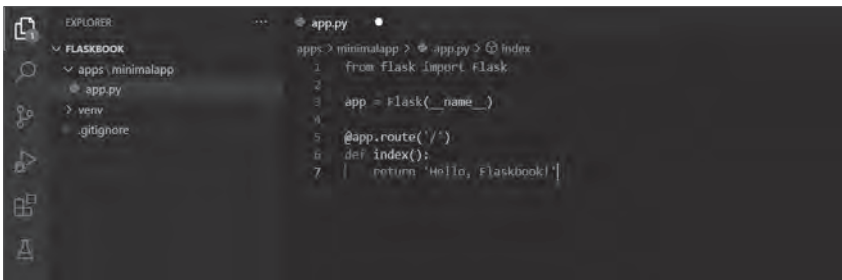 EXPLORER
...
FLASKBOOK
apps \ minimalapp
app.py
venv
.gitignore
app.py
apps > minimalapp > app.py > index
1 from flask import Flask
2
3 app = Flask(__name__)
4
5 @app.route('/')
6 def index():
7 return 'Hello, Flaskbook!'